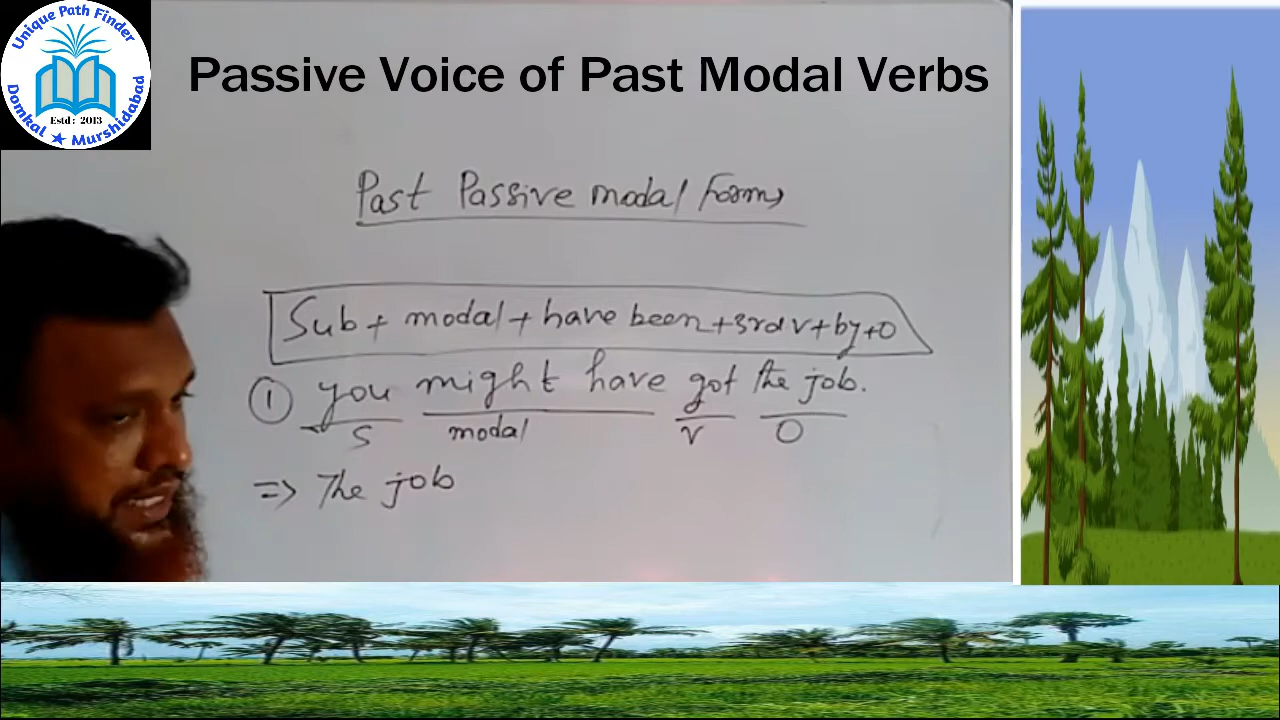 Unique Path Finder
Estd: 2013
Domkal ★ Murshidabad
Passive Voice of Past Modal Verbs
Past Passive modal Forms
Sub + modal + have been + 3rd v + by + O
① you might have got the job.
S modal v O
=> The job